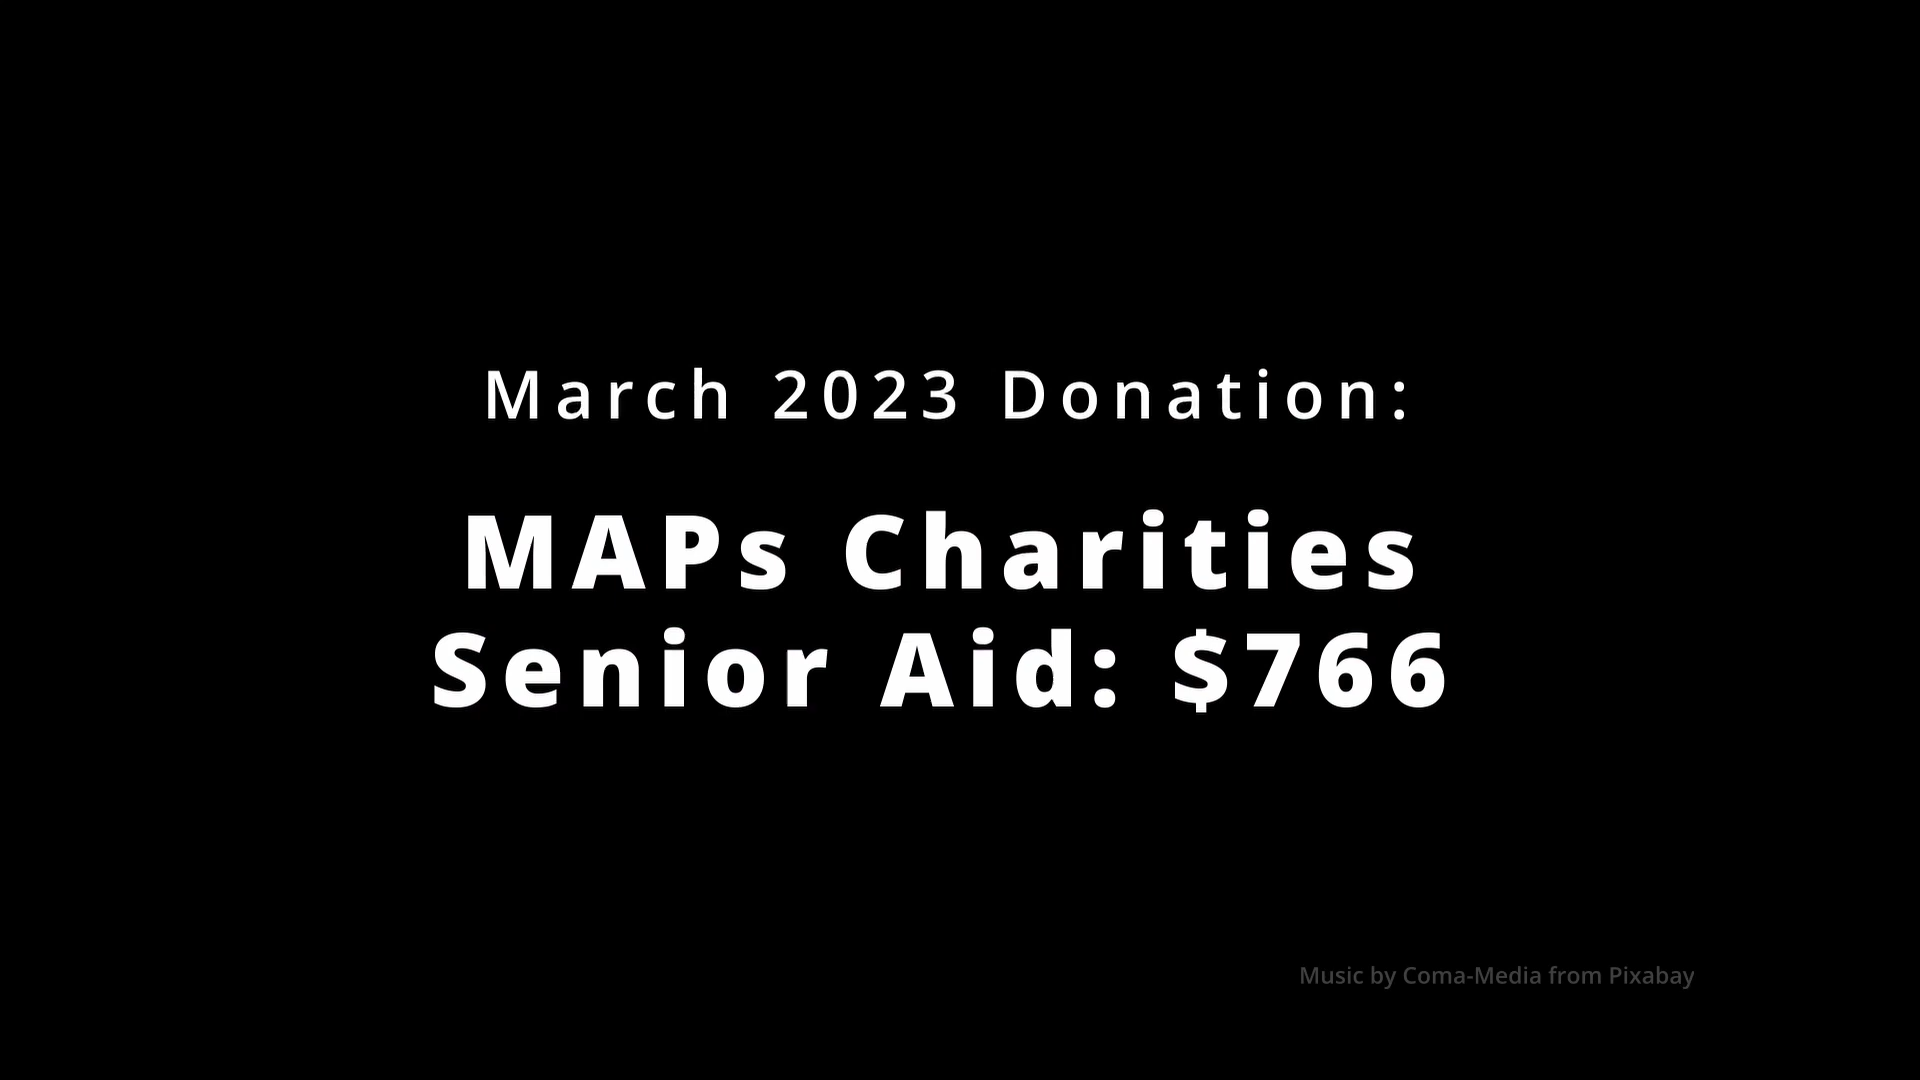 March 2023 Donation:
MAPs Charities
Senior Aid: $766
Music by Coma-Media from Pixabay